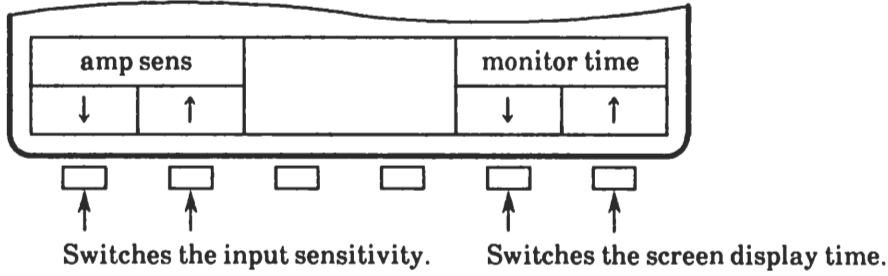 amp sens monitor time
↓ ↑ ↓ ↑
Switches the input sensitivity. Switches the screen display time.